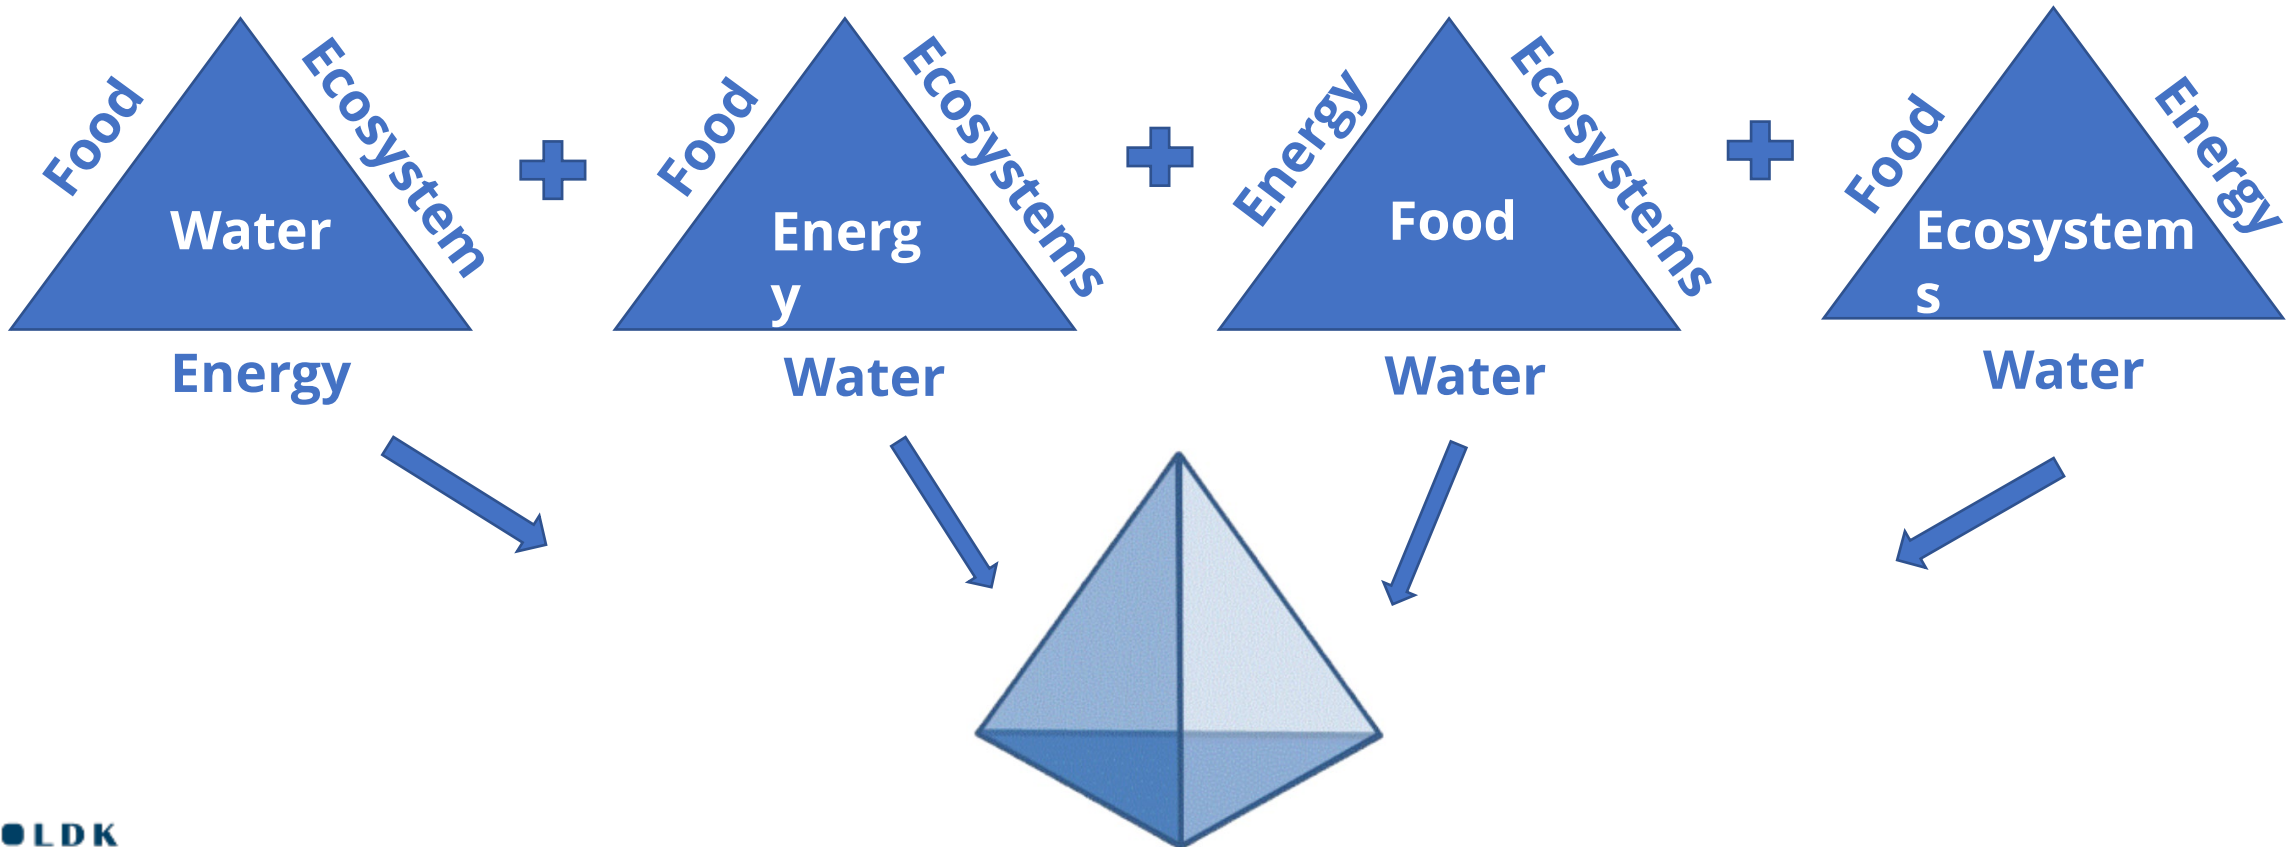 Food
Ecosystem
Water
Energy
Food
Ecosystems
Energ
y
Water
Energy
Ecosystems
Food
Water
Food
Energy
Ecosystem
s
Water
LDK